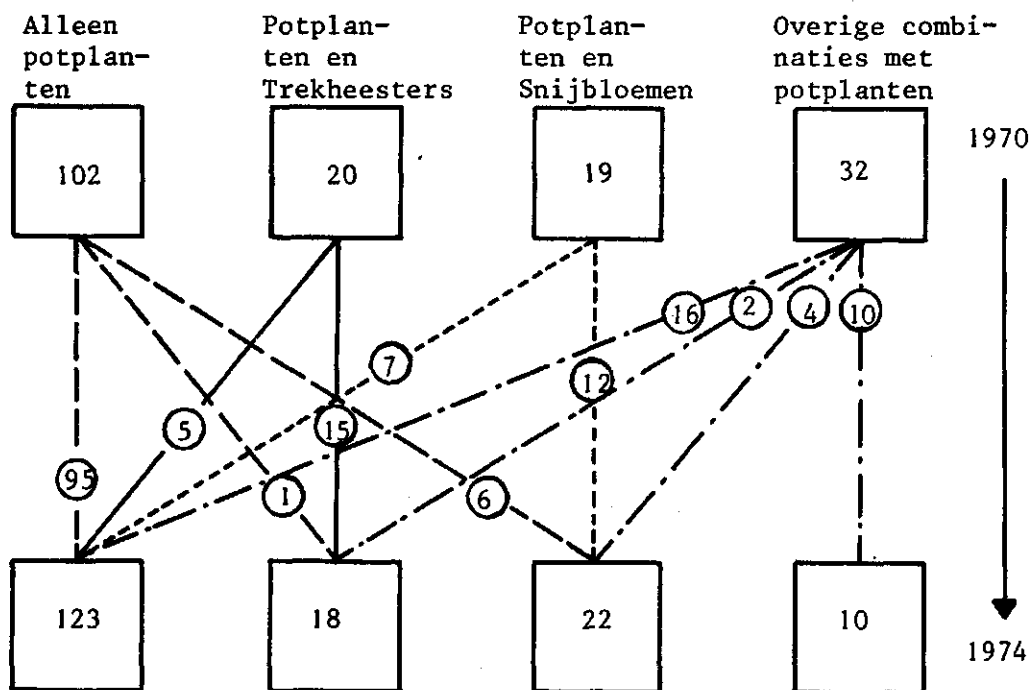 Alleen
potplan-
ten
Potplan-
ten en
Trekheesters
Potplan-
ten en
Snijbloemen
Overige combi-
naties met
potplanten
102
20
19
32
1970
16
2
4
10
7
12
5
15
95
1
6
123
18
22
10
1974